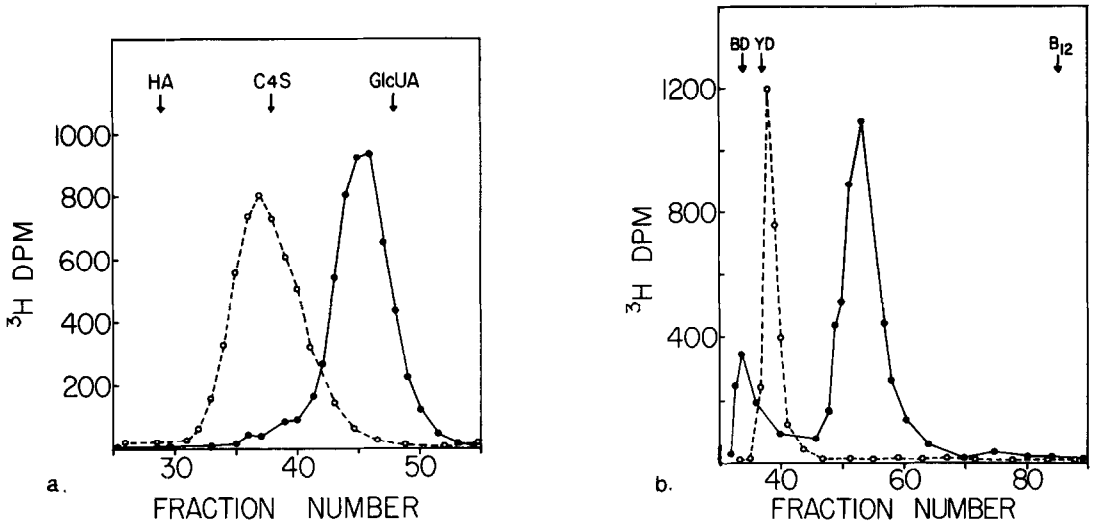 HA C4S GlcUA
1000
800
600
400
200
³H DPM
30 40 50
a. FRACTION NUMBER
BD YD B₁₂
1200
800
400
³H DPM
40 60 80
b. FRACTION NUMBER